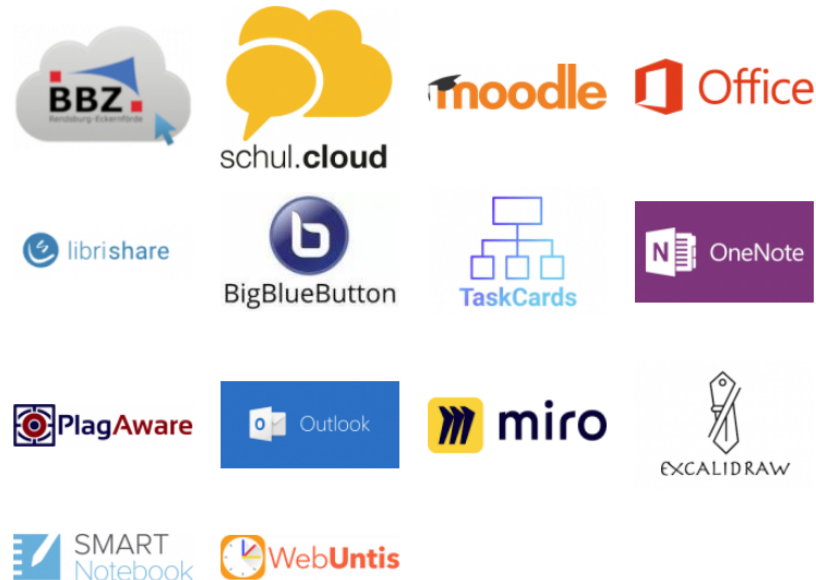 BBZ
Rendsburg-Eckernförde
schul.cloud
moodle
Office
librishare
BigBlueButton
TaskCards
N
OneNote
PlagAware
O
Outlook
miro
EXCALIDRAW
SMART
Notebook
WebUntis